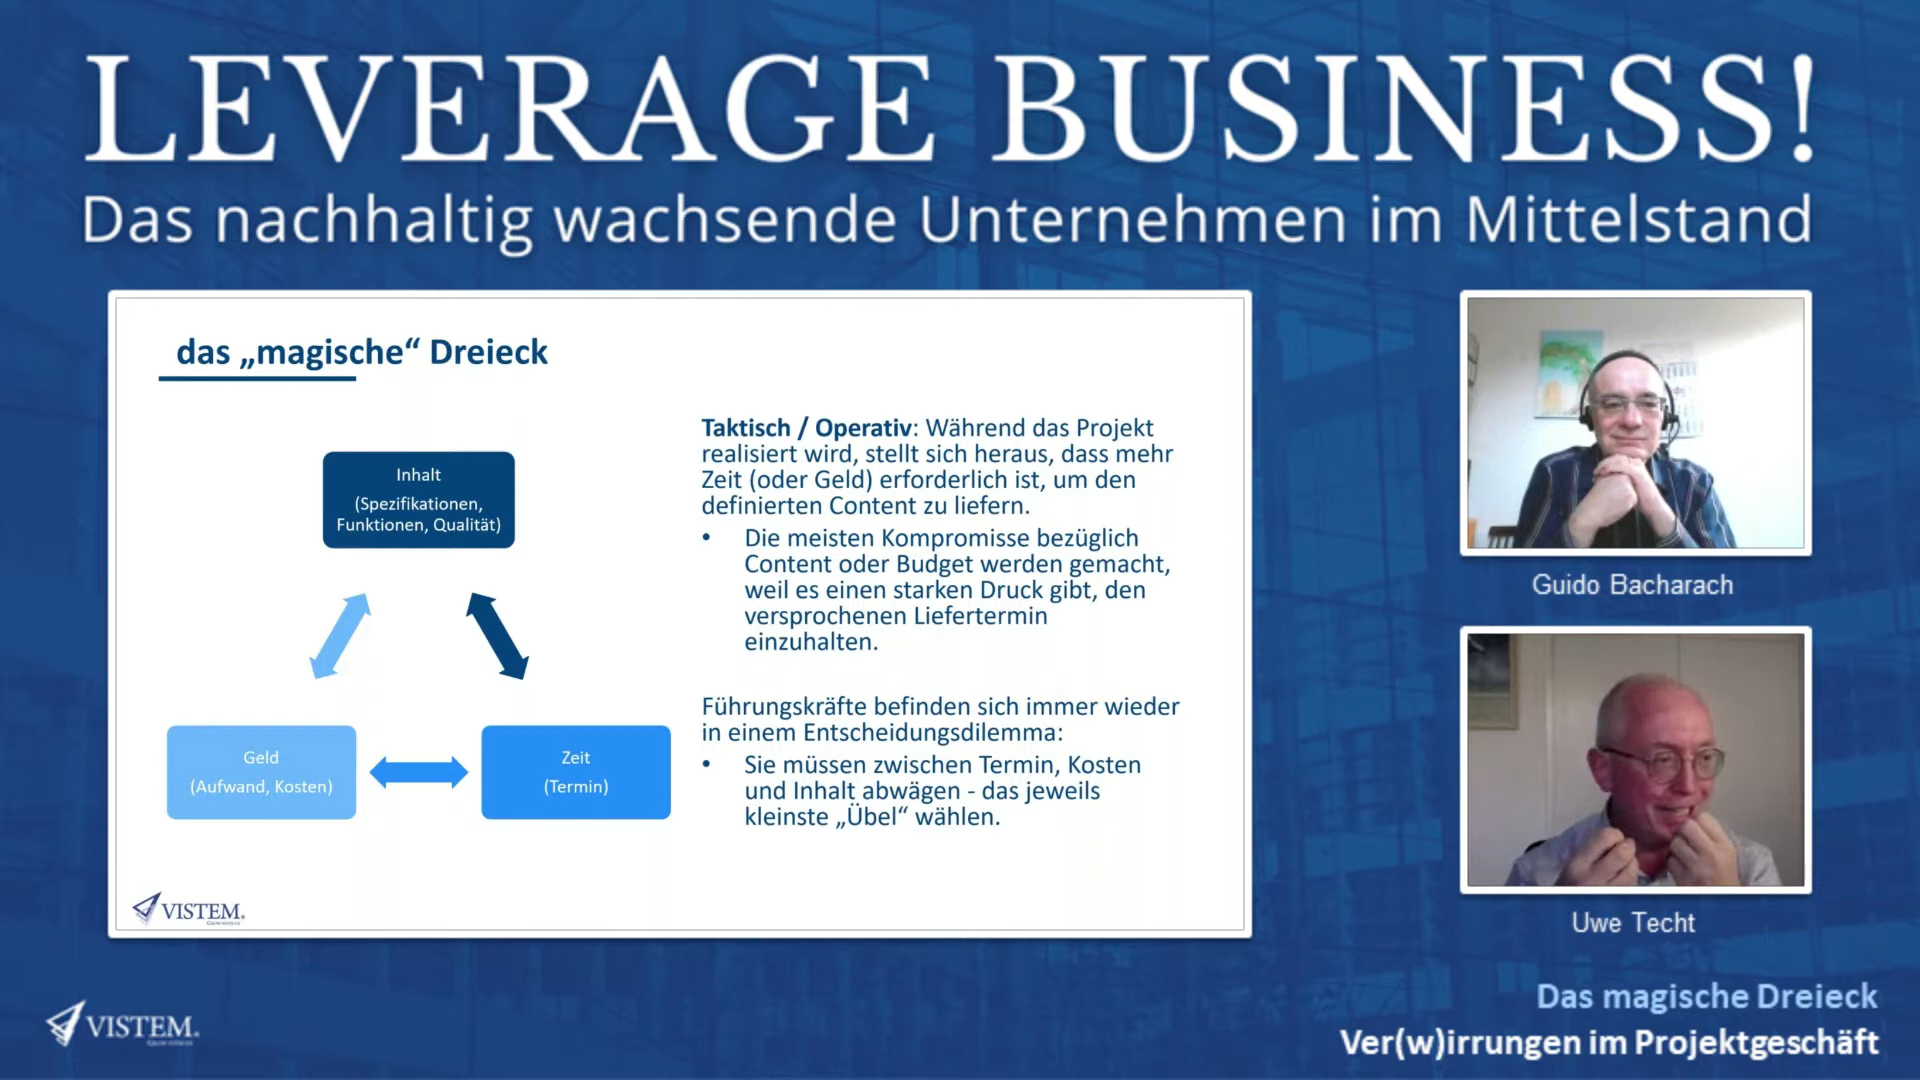 LEVERAGE BUSINESS!
Das nachhaltig wachsende Unternehmen im Mittelstand
das „magische“ Dreieck
Inhalt
(Spezifikationen,
Funktionen, Qualität)
Geld
(Aufwand, Kosten)
Zeit
(Termin)
Taktisch / Operativ: Während das Projekt
realisiert wird, stellt sich heraus, dass mehr
Zeit (oder Geld) erforderlich ist, um den
definierten Content zu liefern.
• Die meisten Kompromisse bezüglich
Content oder Budget werden gemacht,
weil es einen starken Druck gibt, den
versprochenen Liefertermin
einzuhalten.
Führungskräfte befinden sich immer wieder
in einem Entscheidungsdilemma:
• Sie müssen zwischen Termin, Kosten
und Inhalt abwägen - das jeweils
kleinste „Übel“ wählen.
VISTEM.
Guido Bacharach
Uwe Techt
VISTEM.
Das magische Dreieck
Ver(w)irrungen im Projektgeschäft